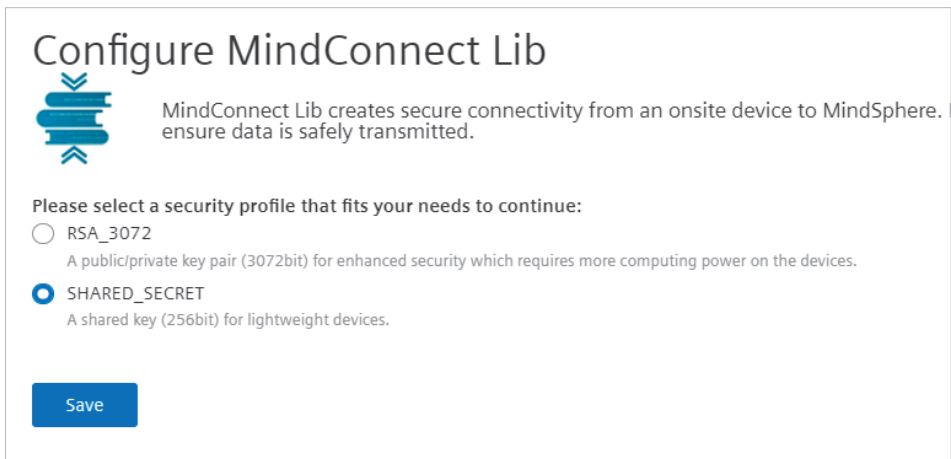 Configure MindConnect Lib
MindConnect Lib creates secure connectivity from an onsite device to MindSphere.
ensure data is safely transmitted.
Please select a security profile that fits your needs to continue:
RSA_3072
A public/private key pair (3072bit) for enhanced security which requires more computing power on the devices.
SHARED_SECRET
A shared key (256bit) for lightweight devices.
Save